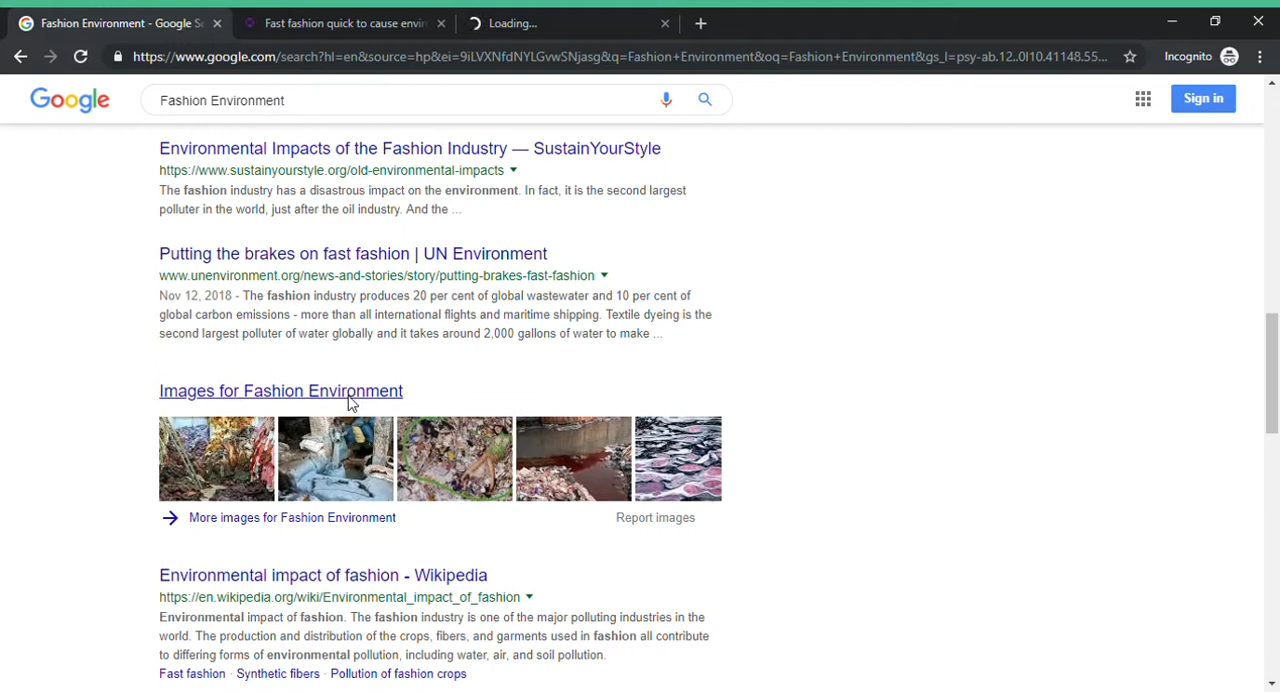 Fashion Environment - Google S
Fast fashion quick to cause envir
Loading...
https://www.google.com/search?hl=en&source=hp&ei=9iLVXNfdNYLGvwSNjasg&q=Fashion+Environment&oq=Fashion+Environment&gs_l=psy-ab.12..0l10.41148.55...
Incognito
Google
Fashion Environment
Sign in
Environmental Impacts of the Fashion Industry — SustainYourStyle
https://www.sustainyourstyle.org/old-environmental-impacts
The fashion industry has a disastrous impact on the environment. In fact, it is the second largest
polluter in the world, just after the oil industry. And the ...
Putting the brakes on fast fashion | UN Environment
www.unenvironment.org/news-and-stories/story/putting-brakes-fast-fashion
Nov 12, 2018 - The fashion industry produces 20 per cent of global wastewater and 10 per cent of
global carbon emissions - more than all international flights and maritime shipping. Textile dyeing is the
second largest polluter of water globally and it takes around 2,000 gallons of water to make ...
Images for Fashion Environment
More images for Fashion Environment
Report images
Environmental impact of fashion - Wikipedia
https://en.wikipedia.org/wiki/Environmental_impact_of_fashion
Environmental impact of fashion. The fashion industry is one of the major polluting industries in the
world. The production and distribution of the crops, fibers, and garments used in fashion all contribute
to differing forms of environmental pollution, including water, air, and soil pollution.
Fast fashion · Synthetic fibers · Pollution of fashion crops